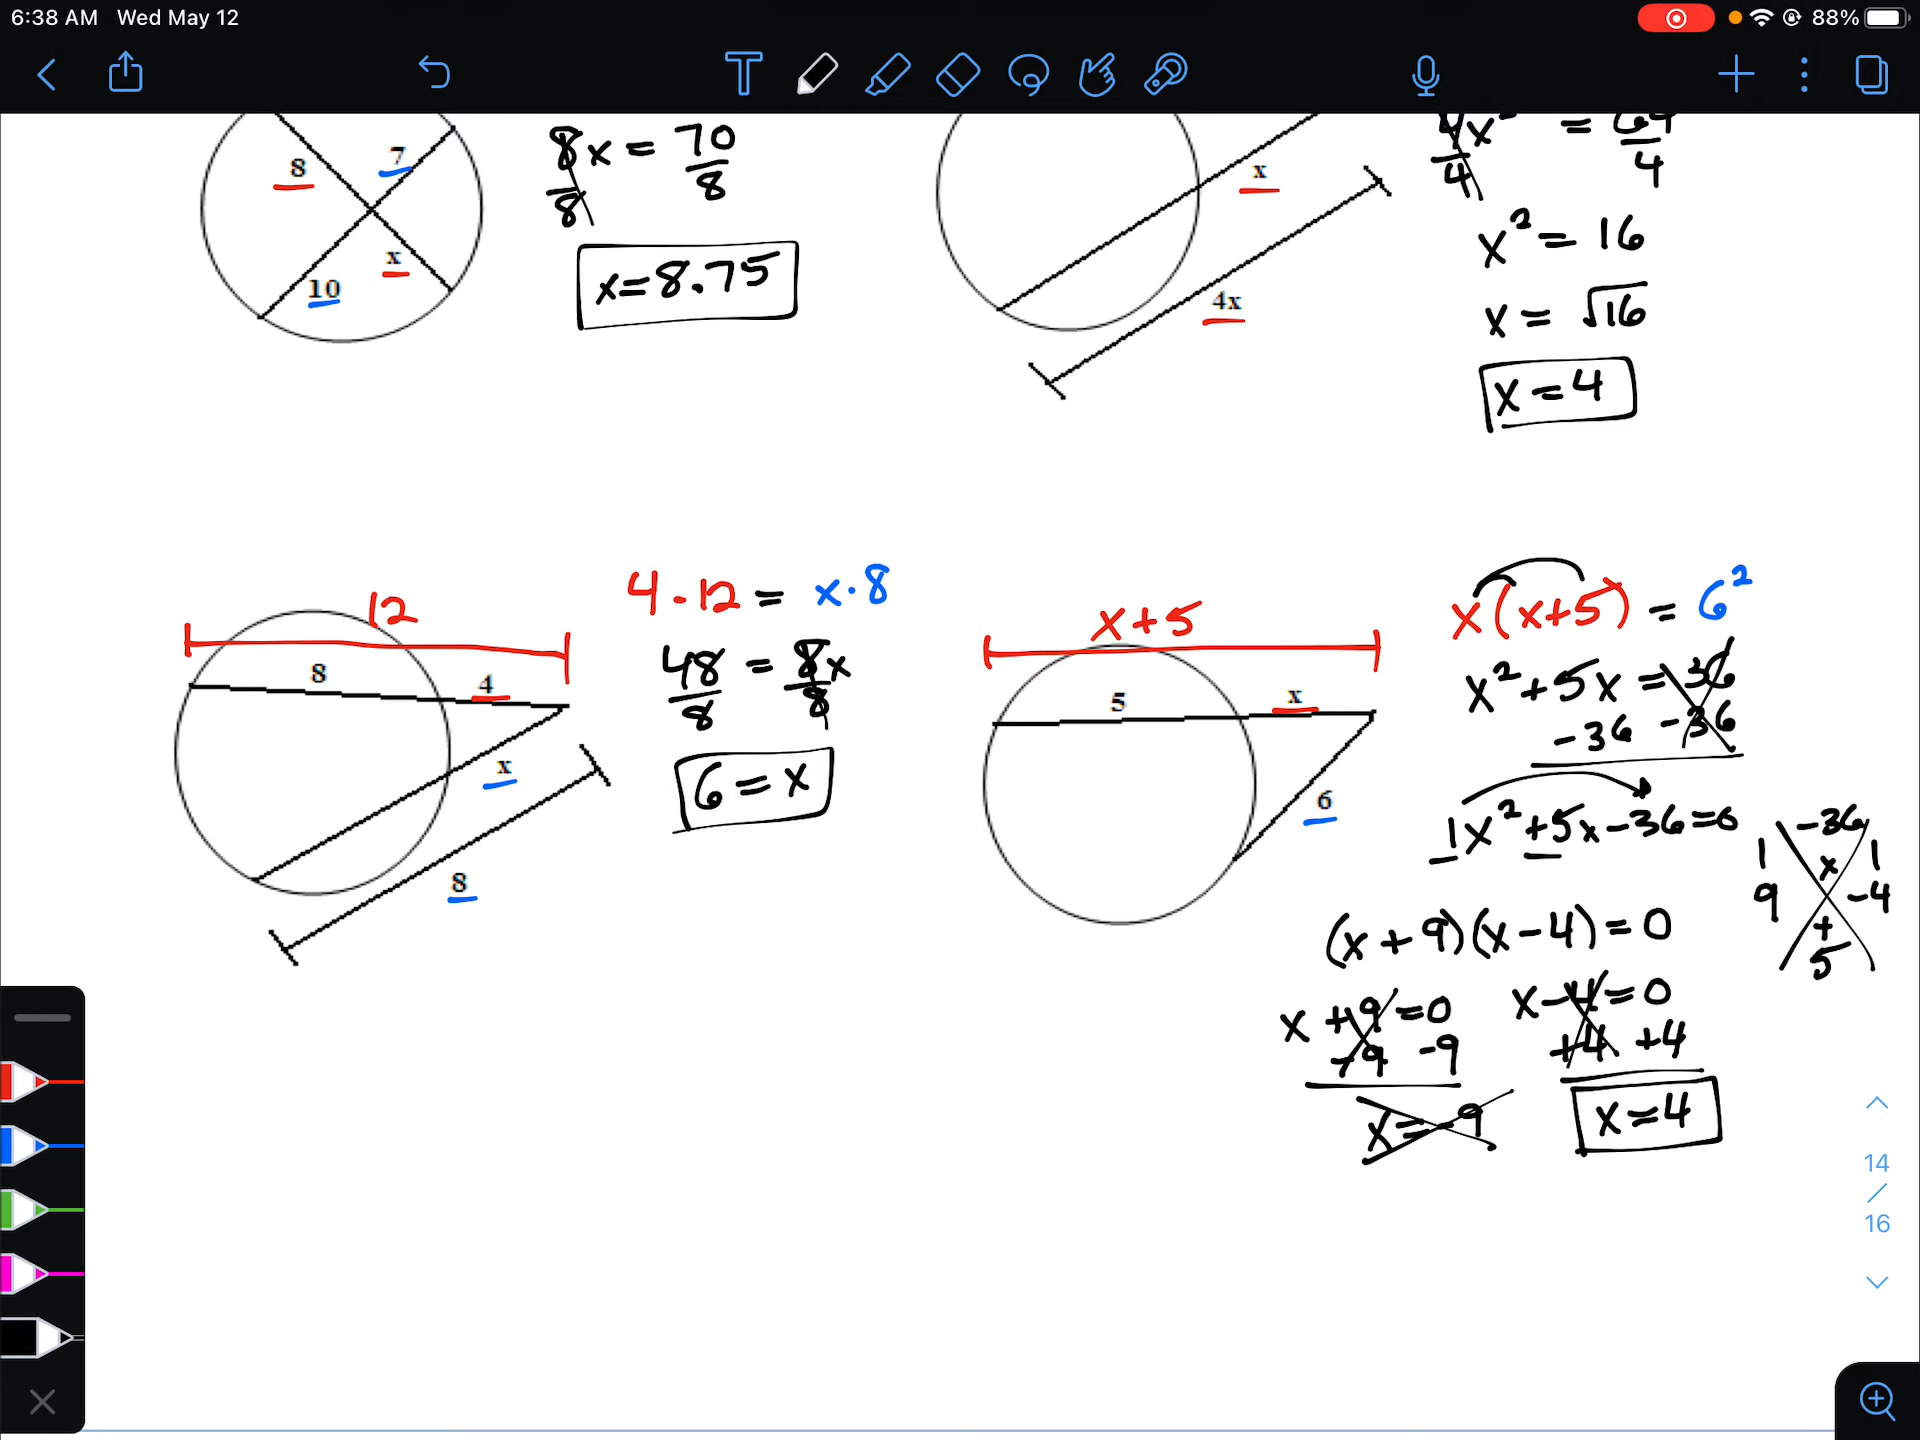 6:38 AM Wed May 12
88%
T
8
7
10
x
8x = 70
8 8
x=8.75
x
4x
4x² =
4 4
x² = 16
x = √16
x = 4
12
8
4
x
8
4 · 12 = x · 8
48 = 8x
8 8
6 = x
x+5
5
x
6
x(x+5) = 6²
x² + 5x = 36
-36 -36
1x² +5x-36=0
-36
1 x 1
9 -4
+
5
(x + 9)(x - 4) = 0
x + 9 = 0
-9 -9
x = -9
x - 4 = 0
+4 +4
x = 4
14
/
16